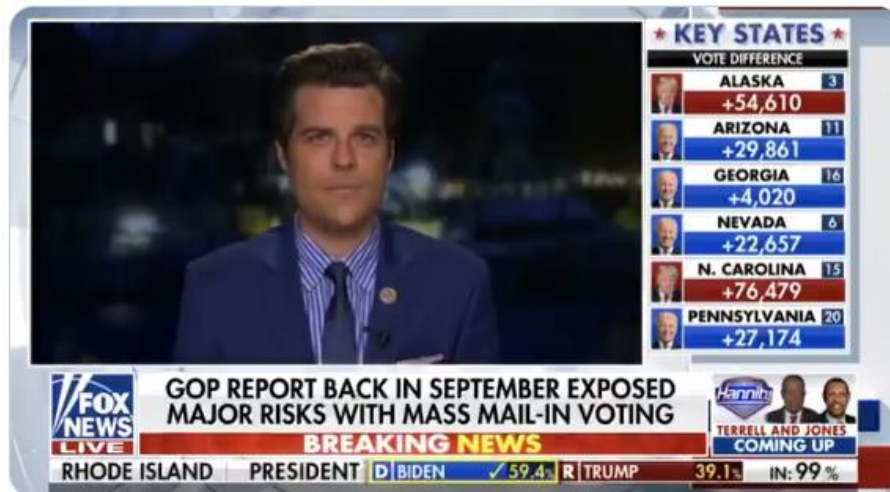 ★ KEY STATES ★
VOTE DIFFERENCE
ALASKA 3
+54,610
ARIZONA 11
+29,861
GEORGIA 16
+4,020
NEVADA 6
+22,657
N. CAROLINA 15
+76,479
PENNSYLVANIA 20
+27,174
FOX
NEWS
LIVE
GOP REPORT BACK IN SEPTEMBER EXPOSED
MAJOR RISKS WITH MASS MAIL-IN VOTING
BREAKING NEWS
Hannity
TERRELL AND JONES
COMING UP
RHODE ISLAND PRESIDENT D BIDEN ✓ 59.4% R TRUMP 39.1% IN: 99%